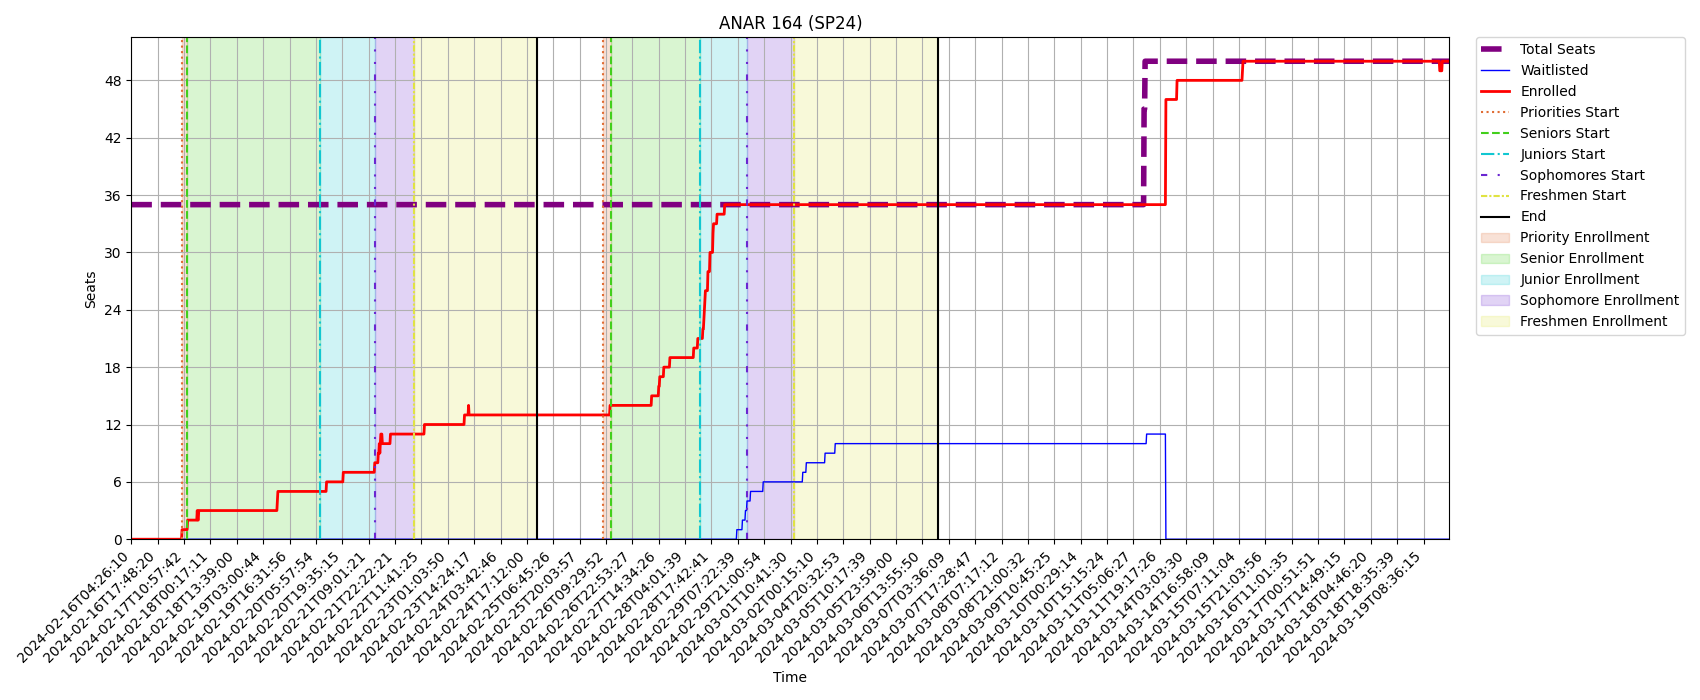 ANAR 164 (SP24)
Seats
48
42
36
30
24
18
12
6
0
2024-02-16T04:26:10
2024-02-16T17:48:20
2024-02-17T10:57:42
2024-02-18T00:17:11
2024-02-18T13:39:00
2024-02-19T03:00:44
2024-02-19T16:31:56
2024-02-20T05:57:54
2024-02-20T19:35:15
2024-02-21T09:01:21
2024-02-21T22:22:21
2024-02-22T11:41:25
2024-02-23T01:03:50
2024-02-23T14:24:17
2024-02-24T03:42:46
2024-02-24T17:12:00
2024-02-25T06:45:26
2024-02-25T20:03:57
2024-02-26T09:29:52
2024-02-26T22:53:27
2024-02-27T14:34:26
2024-02-28T04:01:39
2024-02-28T17:42:41
2024-02-29T07:22:39
2024-02-29T21:00:54
2024-03-01T10:41:30
2024-03-02T00:15:10
2024-03-04T20:32:53
2024-03-05T10:17:39
2024-03-05T23:59:00
2024-03-06T13:55:50
2024-03-07T03:36:09
2024-03-07T17:28:47
2024-03-08T07:17:12
2024-03-08T21:00:32
2024-03-09T10:45:25
2024-03-10T00:29:14
2024-03-10T15:15:24
2024-03-11T05:06:27
2024-03-11T19:17:26
2024-03-14T03:03:30
2024-03-14T16:58:09
2024-03-15T07:11:04
2024-03-15T21:03:56
2024-03-16T11:01:35
2024-03-17T00:51:51
2024-03-17T14:49:15
2024-03-18T04:46:20
2024-03-18T18:35:39
2024-03-19T08:36:15
Time
Total Seats
Waitlisted
Enrolled
Priorities Start
Seniors Start
Juniors Start
Sophomores Start
Freshmen Start
End
Priority Enrollment
Senior Enrollment
Junior Enrollment
Sophomore Enrollment
Freshmen Enrollment